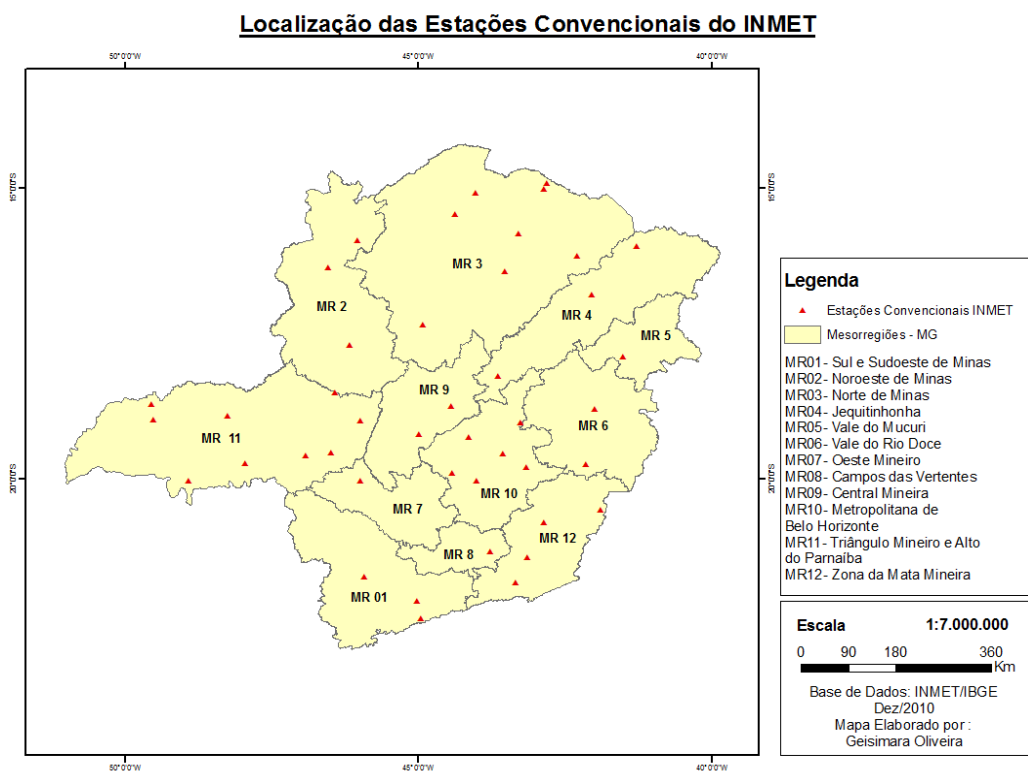 Localização das Estações Convencionais do INMET
50°0'0"W
45°0'0"W
40°0'0"W
15°0'0"S
15°0'0"S
MR 3
MR 2
MR 4
MR 5
MR 9
MR 6
MR 11
MR 10
MR 7
MR 12
MR 8
MR 01
20°0'0"S
20°0'0"S
50°0'0"W
45°0'0"W
40°0'0"W
Legenda
Estações Convencionais INMET
Mesorregiões - MG
MR01- Sul e Sudoeste de Minas
MR02- Noroeste de Minas
MR03- Norte de Minas
MR04- Jequitinhonha
MR05- Vale do Mucuri
MR06- Vale do Rio Doce
MR07- Oeste Mineiro
MR08- Campos das Vertentes
MR09- Central Mineira
MR10- Metropolitana de
Belo Horizonte
MR11- Triângulo Mineiro e Alto
do Parnaíba
MR12- Zona da Mata Mineira
Escala 1:7.000.000
0 90 180 360
Km
Base de Dados: INMET/IBGE
Dez/2010
Mapa Elaborado por :
Geisimara Oliveira